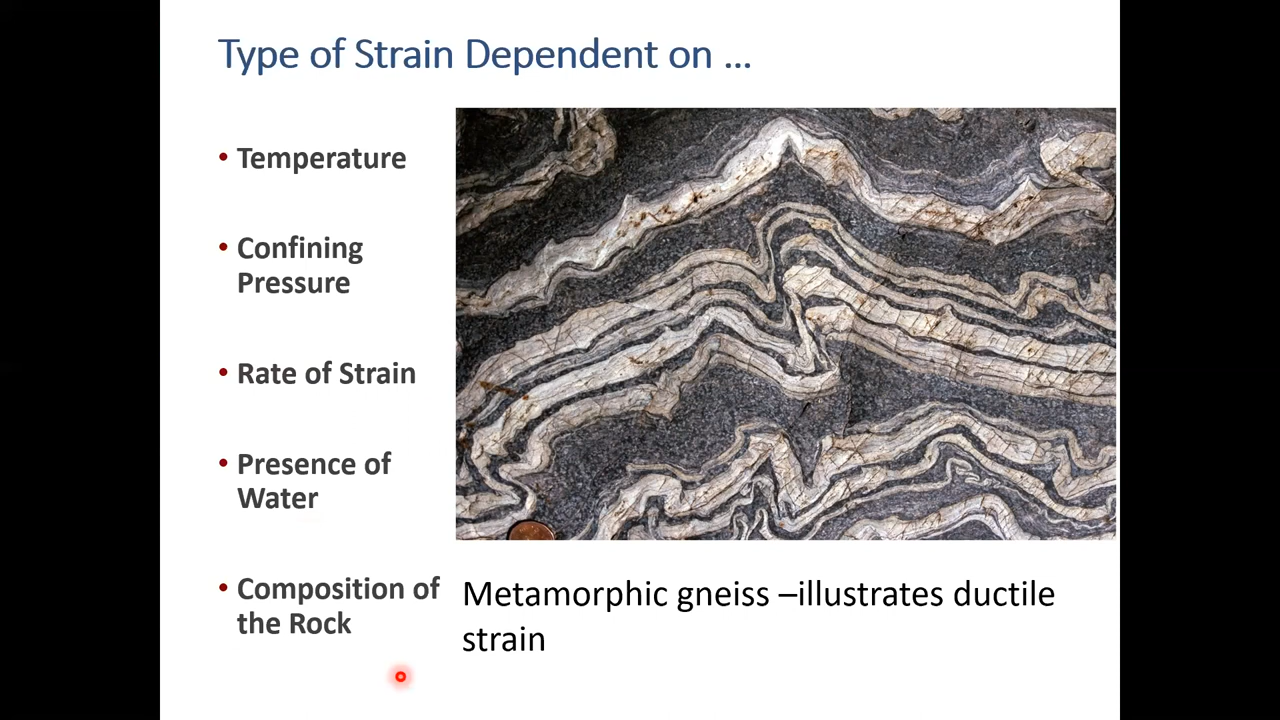 Type of Strain Dependent on ...
• Temperature
• Confining
Pressure
• Rate of Strain
• Presence of
Water
• Composition of
the Rock
Metamorphic gneiss –illustrates ductile
strain